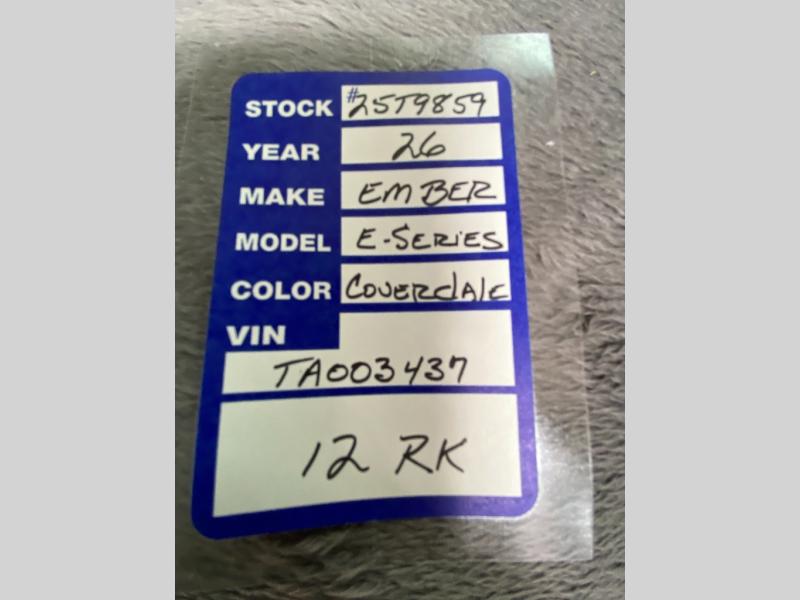 STOCK #25T9859
YEAR 26
MAKE EMBER
MODEL E-SERIES
COLOR COVERdALE
VIN
TA003437
12 RK